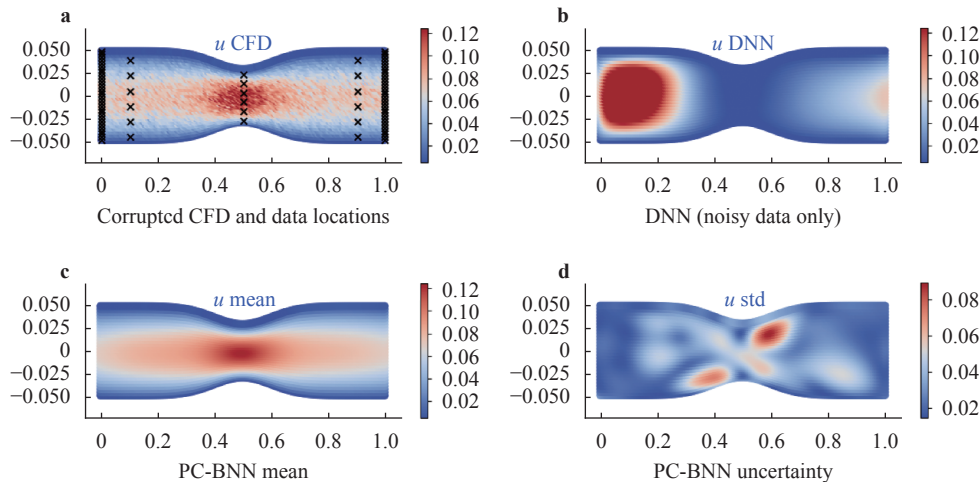 a
u CFD
0.050
0.025
0
−0.025
−0.050
0 0.2 0.4 0.6 0.8 1.0
0.12
0.10
0.08
0.06
0.04
0.02
Corruptcd CFD and data locations
b
u DNN
0.050
0.025
0
−0.025
−0.050
0 0.2 0.4 0.6 0.8 1.0
0.12
0.10
0.08
0.06
0.04
0.02
DNN (noisy data only)
c
u mean
0.050
0.025
0
−0.025
−0.050
0 0.2 0.4 0.6 0.8 1.0
0.12
0.10
0.08
0.06
0.04
0.02
PC-BNN mean
d
u std
0.050
0.025
0
−0.025
−0.050
0 0.2 0.4 0.6 0.8 1.0
0.08
0.06
0.04
0.02
PC-BNN uncertainty